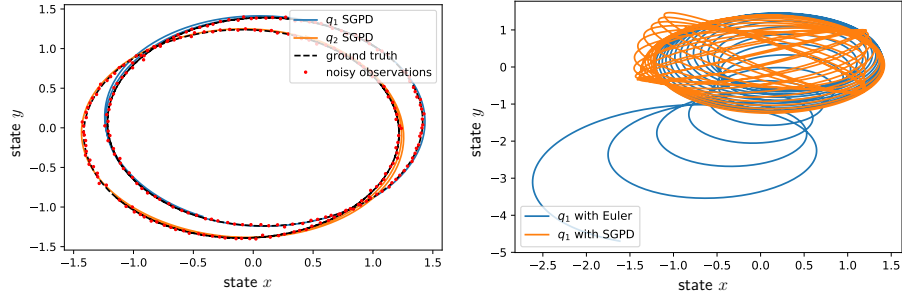 1.5
1.0
0.5
0.0
−0.5
−1.0
−1.5
state y
−1.5 −1.0 −0.5 0.0 0.5 1.0 1.5
state x
q₁ SGPD
q₂ SGPD
ground truth
noisy observations
1
0
−1
−2
−3
−4
−5
state y
−2.5 −2.0 −1.5 −1.0 −0.5 0.0 0.5 1.0 1.5
state x
q₁ with Euler
q₁ with SGPD